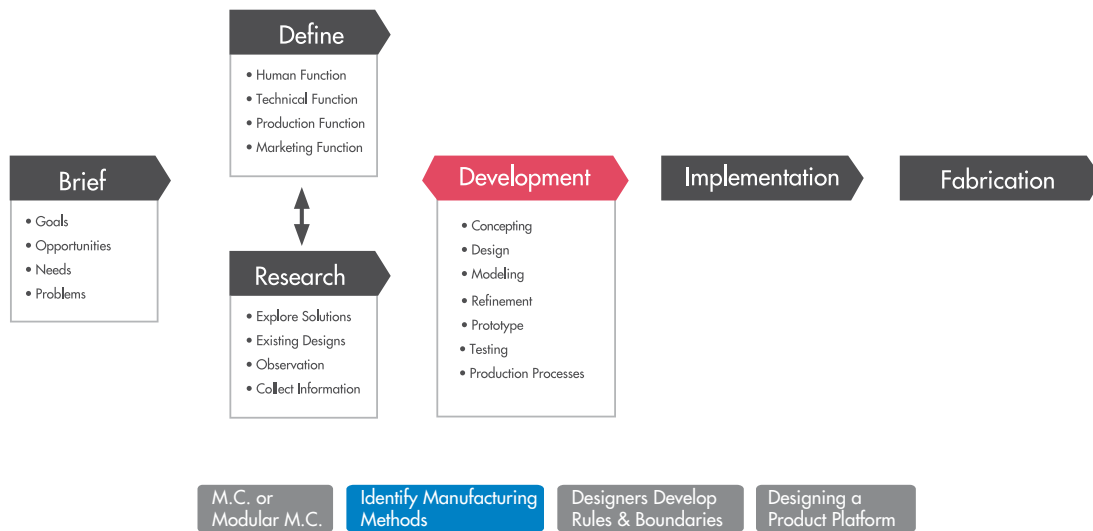 Brief
• Goals
• Opportunities
• Needs
• Problems
Define
• Human Function
• Technical Function
• Production Function
• Marketing Function
Research
• Explore Solutions
• Existing Designs
• Observation
• Collect Information
Development
• Concepting
• Design
• Modeling
• Refinement
• Prototype
• Testing
• Production Processes
Implementation
Fabrication
M.C. or
Modular M.C.
Identify Manufacturing
Methods
Designers Develop
Rules & Boundaries
Designing a
Product Platform